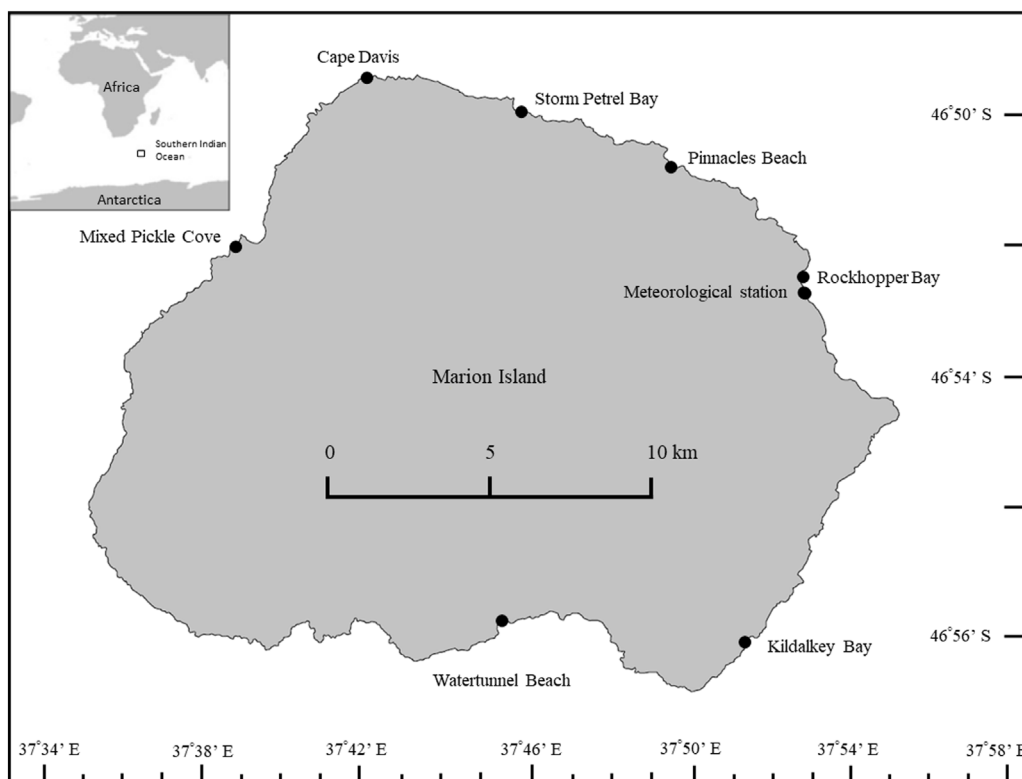 Cape Davis
Africa
Storm Petrel Bay
46°50’ S
Southern Indian
Ocean
Pinnacles Beach
Antarctica
Mixed Pickle Cove
Rockhopper Bay
Meteorological station
Marion Island
46°54’ S
0 5 10 km
46°56’ S
Kildalkey Bay
Watertunnel Beach
37°34’ E 37°38’ E 37°42’ E 37°46’ E 37°50’ E 37°54’ E 37°58’ E